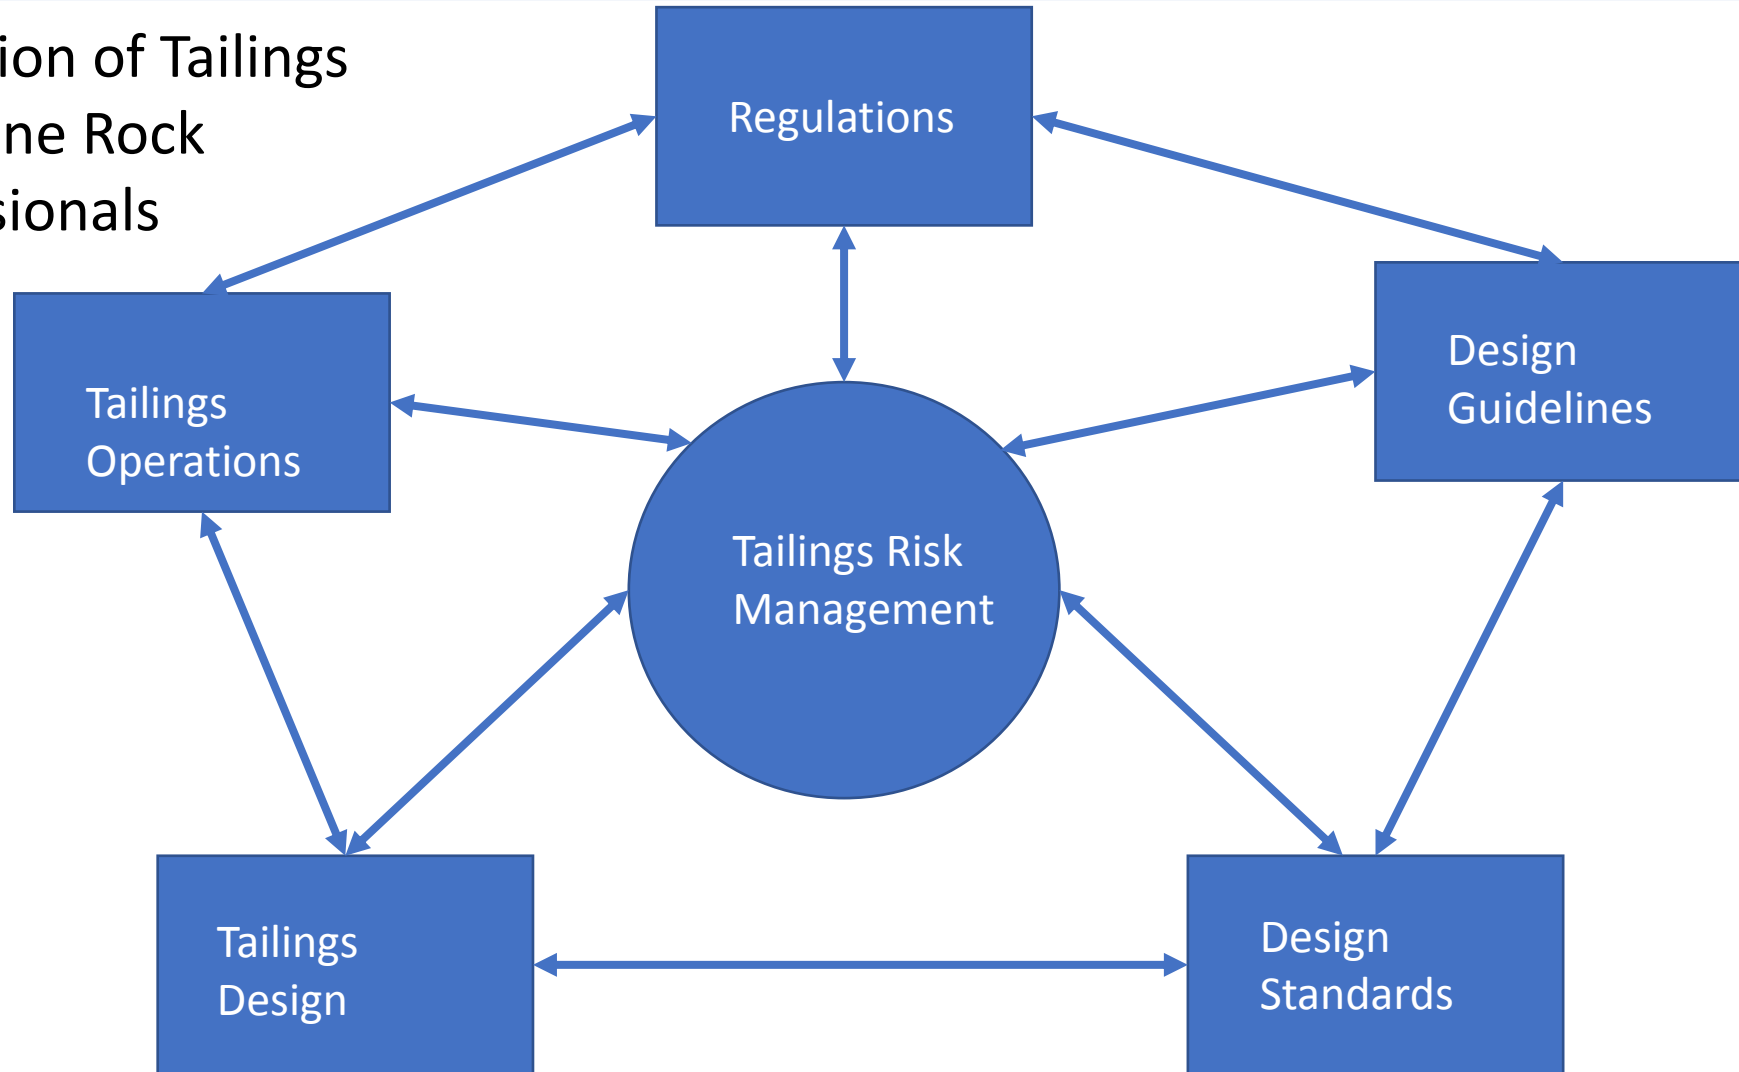 ion of Tailings
ne Rock
sionals
Regulations
Tailings
Operations
Design
Guidelines
Tailings Risk
Management
Tailings
Design
Design
Standards